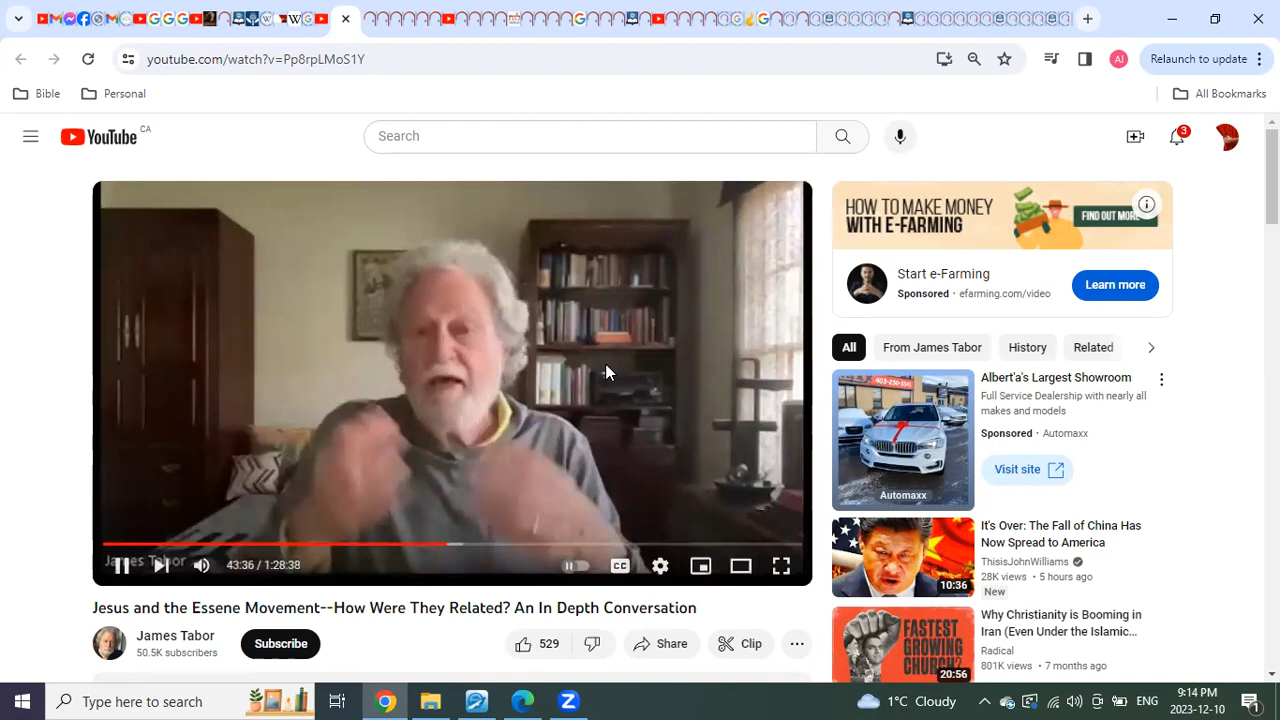 youtube.com/watch?v=Pp8rpLMoS1Y
AI
Relaunch to update
Bible
Personal
All Bookmarks
YouTube CA
Search
3
HOW TO MAKE MONEY
WITH E-FARMING
FIND OUT MORE
Start e-Farming
Sponsored · efarming.com/video
Learn more
All
From James Tabor
History
Related
James Tabor
43:36 / 1:28:38
CC
Automaxx
Albert'a's Largest Showroom
Full Service Dealership with nearly all
makes and models
Sponsored · Automaxx
Visit site
10:36
It's Over: The Fall of China Has
Now Spread to America
ThisisJohnWilliams
28K views · 5 hours ago
New
FASTEST
GROWING
CHURCH?
20:56
Why Christianity is Booming in
Iran (Even Under the Islamic...
Radical
801K views · 7 months ago
Jesus and the Essene Movement--How Were They Related? An In Depth Conversation
James Tabor
50.5K subscribers
Subscribe
529
Share
Clip
Type here to search
1°C Cloudy
ENG
9:14 PM
2023-12-10
1